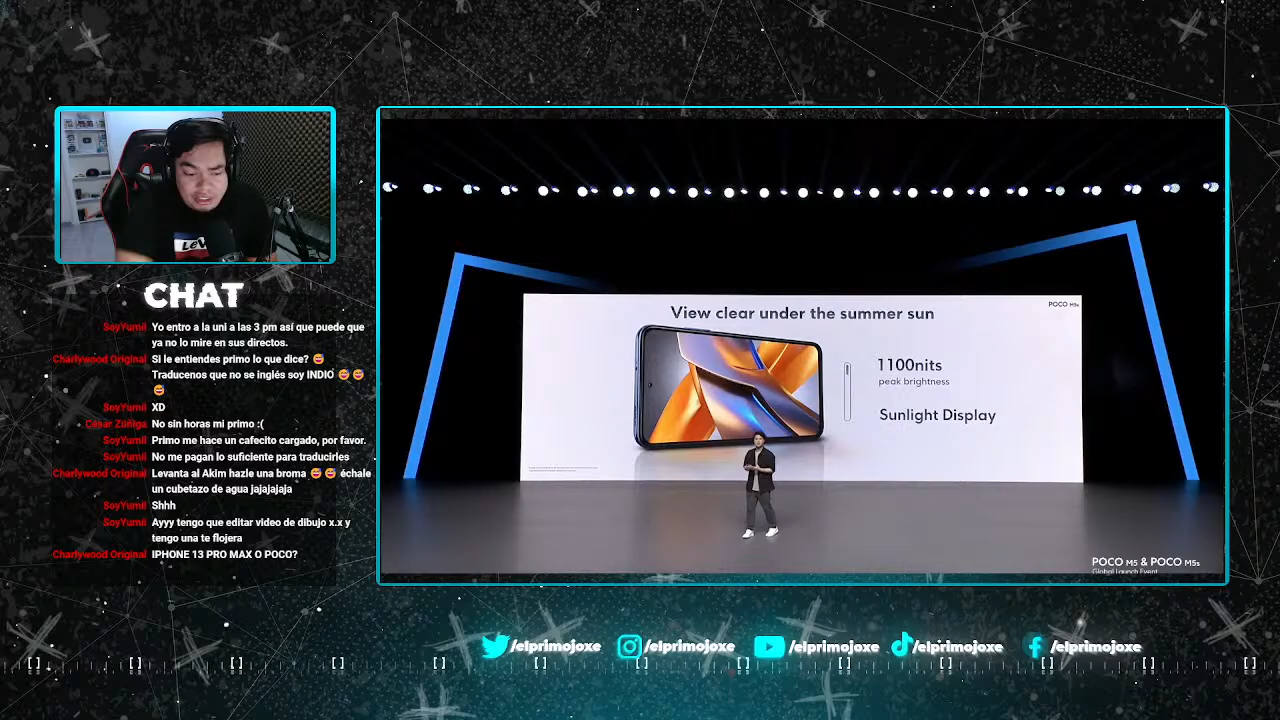 LEV
CHAT
SoyYumii Yo entro a la uni a las 3 pm así que puede que
ya no lo mire en sus directos.
Charlywood Original Si le entiendes primo lo que dice? 😅
Traducenos que no se inglés soy INDIO 😅 😅
😅
SoyYumii XD
César Zúñiga No sin horas mi primo :(
SoyYumii Primo me hace un cafecito cargado, por favor.
SoyYumii No me pagan lo suficiente para traducirles
Charlywood Original Levanta al Akim hazle una broma 😅 😅 échale
un cubetazo de agua jajajajaja
SoyYumii Shhh
SoyYumii Ayyy tengo que editar video de dibujo x.x y
tengo una te flojera
Charlywood Original IPHONE 13 PRO MAX O POCO?
POCO M5s
View clear under the summer sun
1100nits
peak brightness
Sunlight Display
POCO M5 & POCO M5s
Global Launch Event
/elprimojoxe /elprimojoxe /elprimojoxe /elprimojoxe /elprimojoxe